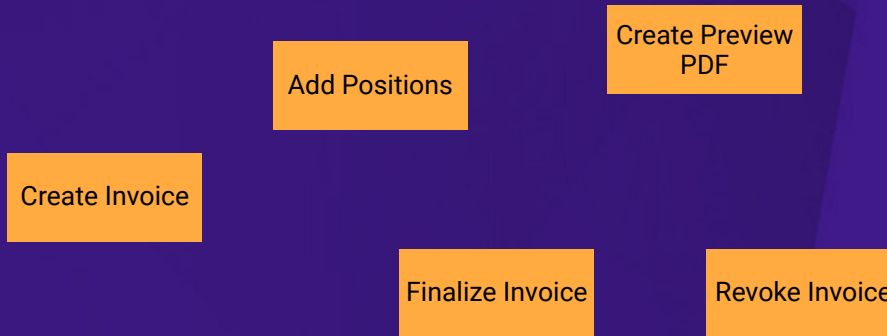 Create Preview
PDF
Add Positions
Create Invoice
Finalize Invoice
Revoke Invoice